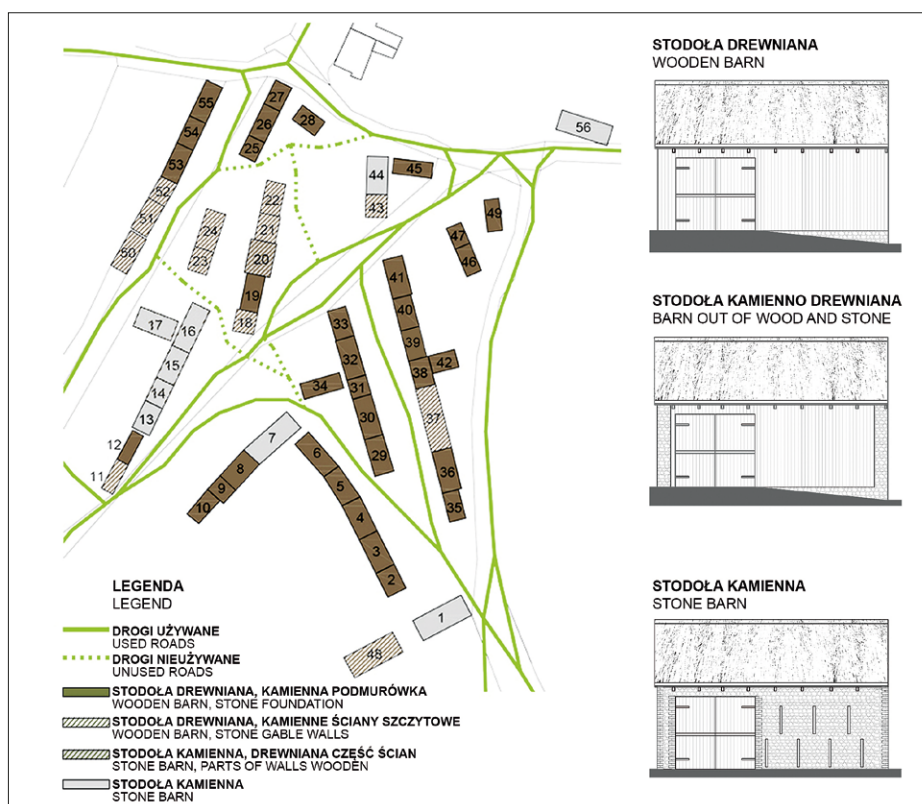 55
54
53
52
51
50
27
26
25
28
24
23
22
21
20
19
18
44
43
45
56
49
47
46
17
16
15
14
13
12
11
41
40
39
38
42
37
36
35
33
32
31
30
29
34
7
8
9
10
6
5
4
3
2
1
48
LEGENDA
LEGEND
DROGI UŻYWANE
USED ROADS
DROGI NIEUŻYWANE
UNUSED ROADS
STODOŁA DREWNIANA, KAMIENNA PODMURÓWKA
WOODEN BARN, STONE FOUNDATION
STODOŁA DREWNIANA, KAMIENNE ŚCIANY SZCZYTOWE
WOODEN BARN, STONE GABLE WALLS
STODOŁA KAMIENNA, DREWNIANA CZĘŚĆ ŚCIAN
STONE BARN, PARTS OF WALLS WOODEN
STODOŁA KAMIENNA
STONE BARN
STODOŁA DREWNIANA
WOODEN BARN
STODOŁA KAMIENNO DREWNIANA
BARN OUT OF WOOD AND STONE
STODOŁA KAMIENNA
STONE BARN